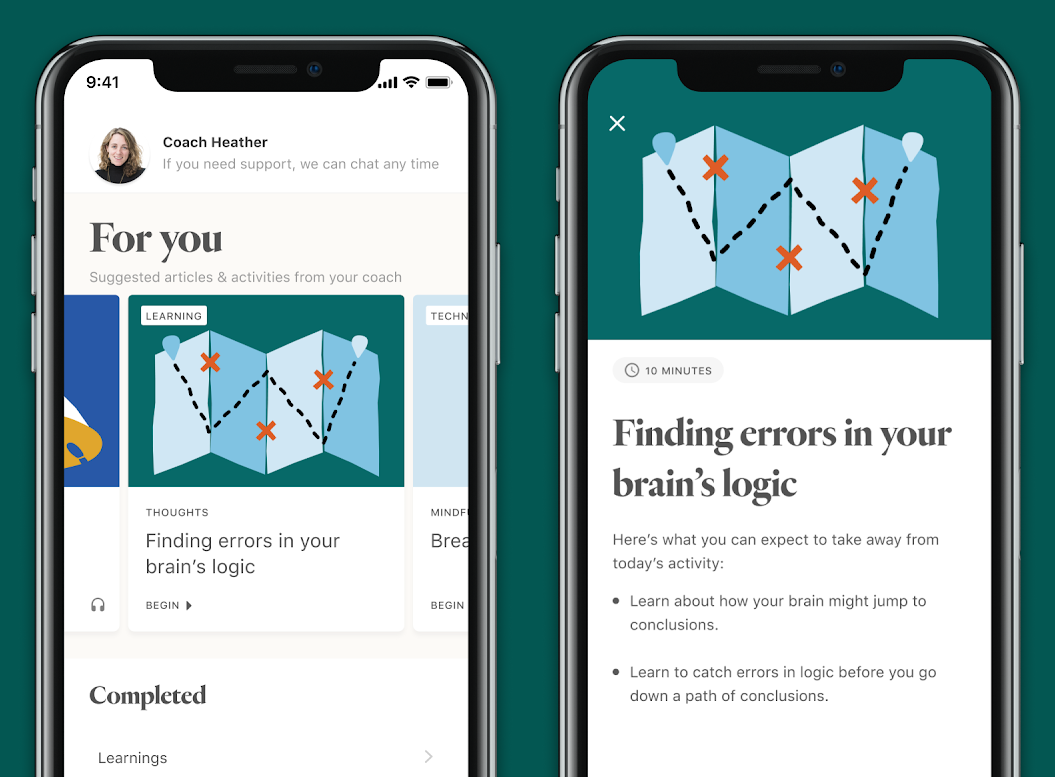 9:41
Coach Heather
If you need support, we can chat any time
For you
Suggested articles & activities from your coach
LEARNING
TECHN
THOUGHTS
Finding errors in your
brain’s logic
BEGIN
MINDFU
Brea
BEGIN
Completed
Learnings
10 MINUTES
Finding errors in your
brain’s logic
Here’s what you can expect to take away from
today’s activity:
Learn about how your brain might jump to
conclusions.
Learn to catch errors in logic before you go
down a path of conclusions.